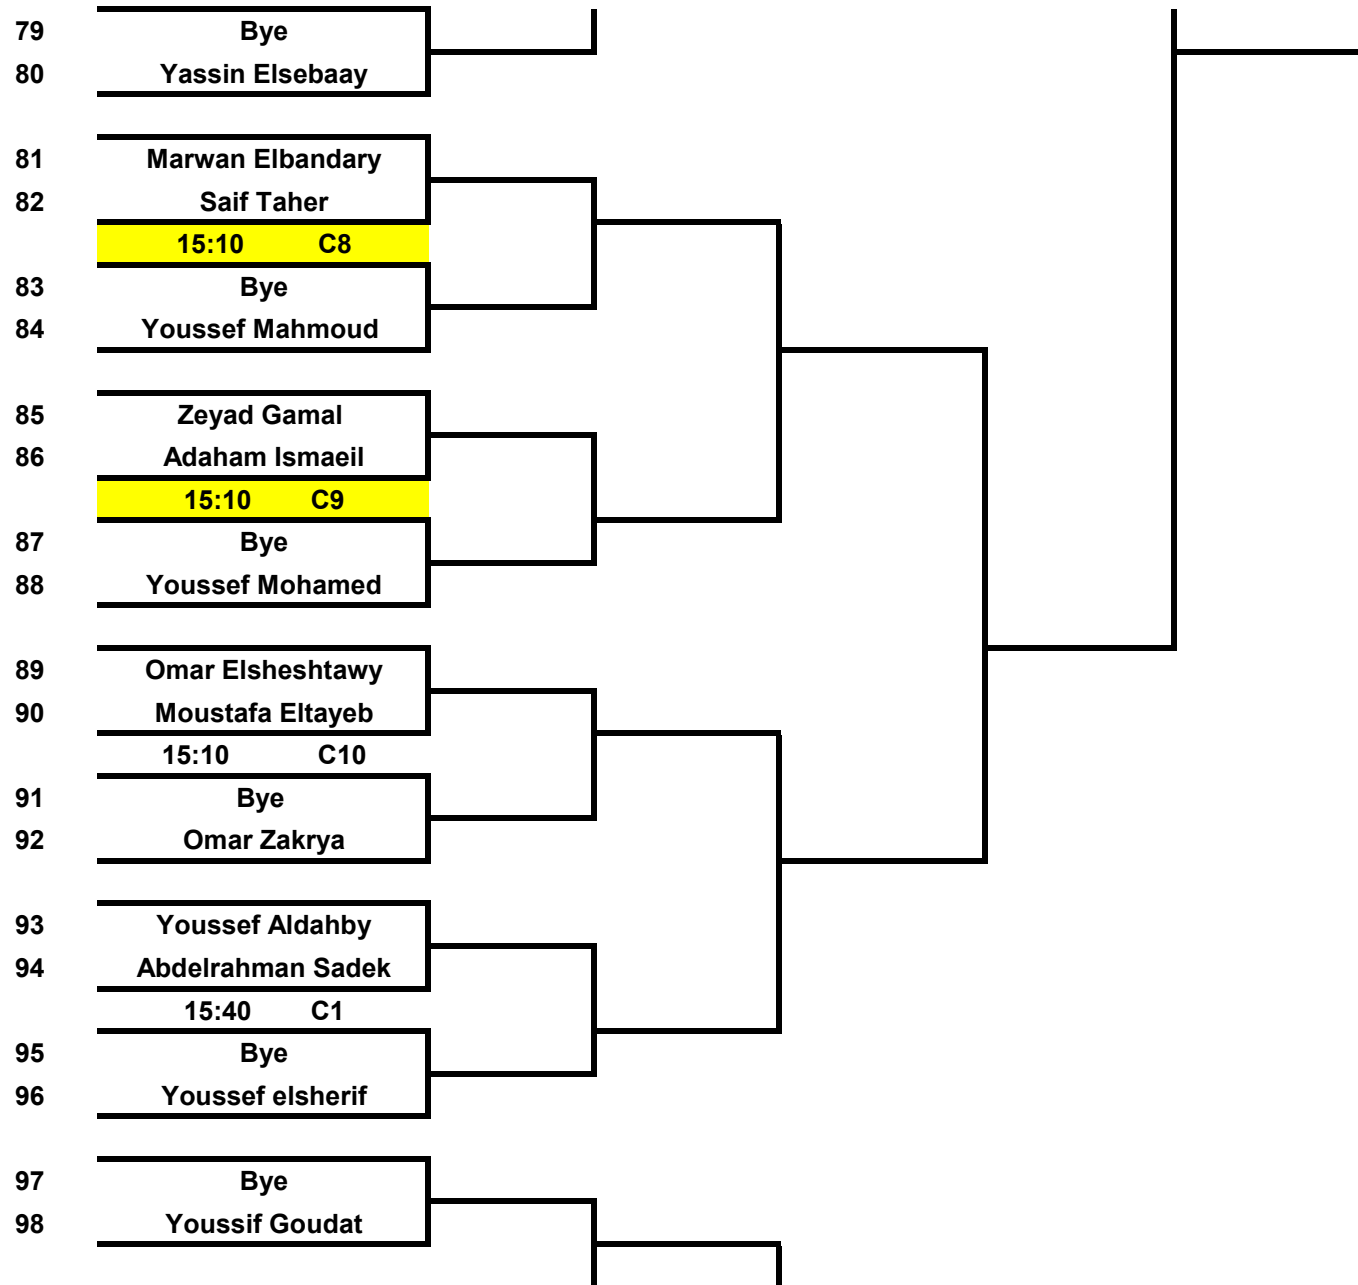 79 Bye
80 Yassin Elsebaay
81 Marwan Elbandary
82 Saif Taher
15:10 C8
83 Bye
84 Youssef Mahmoud
85 Zeyad Gamal
86 Adaham Ismaeil
15:10 C9
87 Bye
88 Youssef Mohamed
89 Omar Elsheshtawy
90 Moustafa Eltayeb
15:10 C10
91 Bye
92 Omar Zakrya
93 Youssef Aldahby
94 Abdelrahman Sadek
15:40 C1
95 Bye
96 Youssef elsherif
97 Bye
98 Youssif Goudat